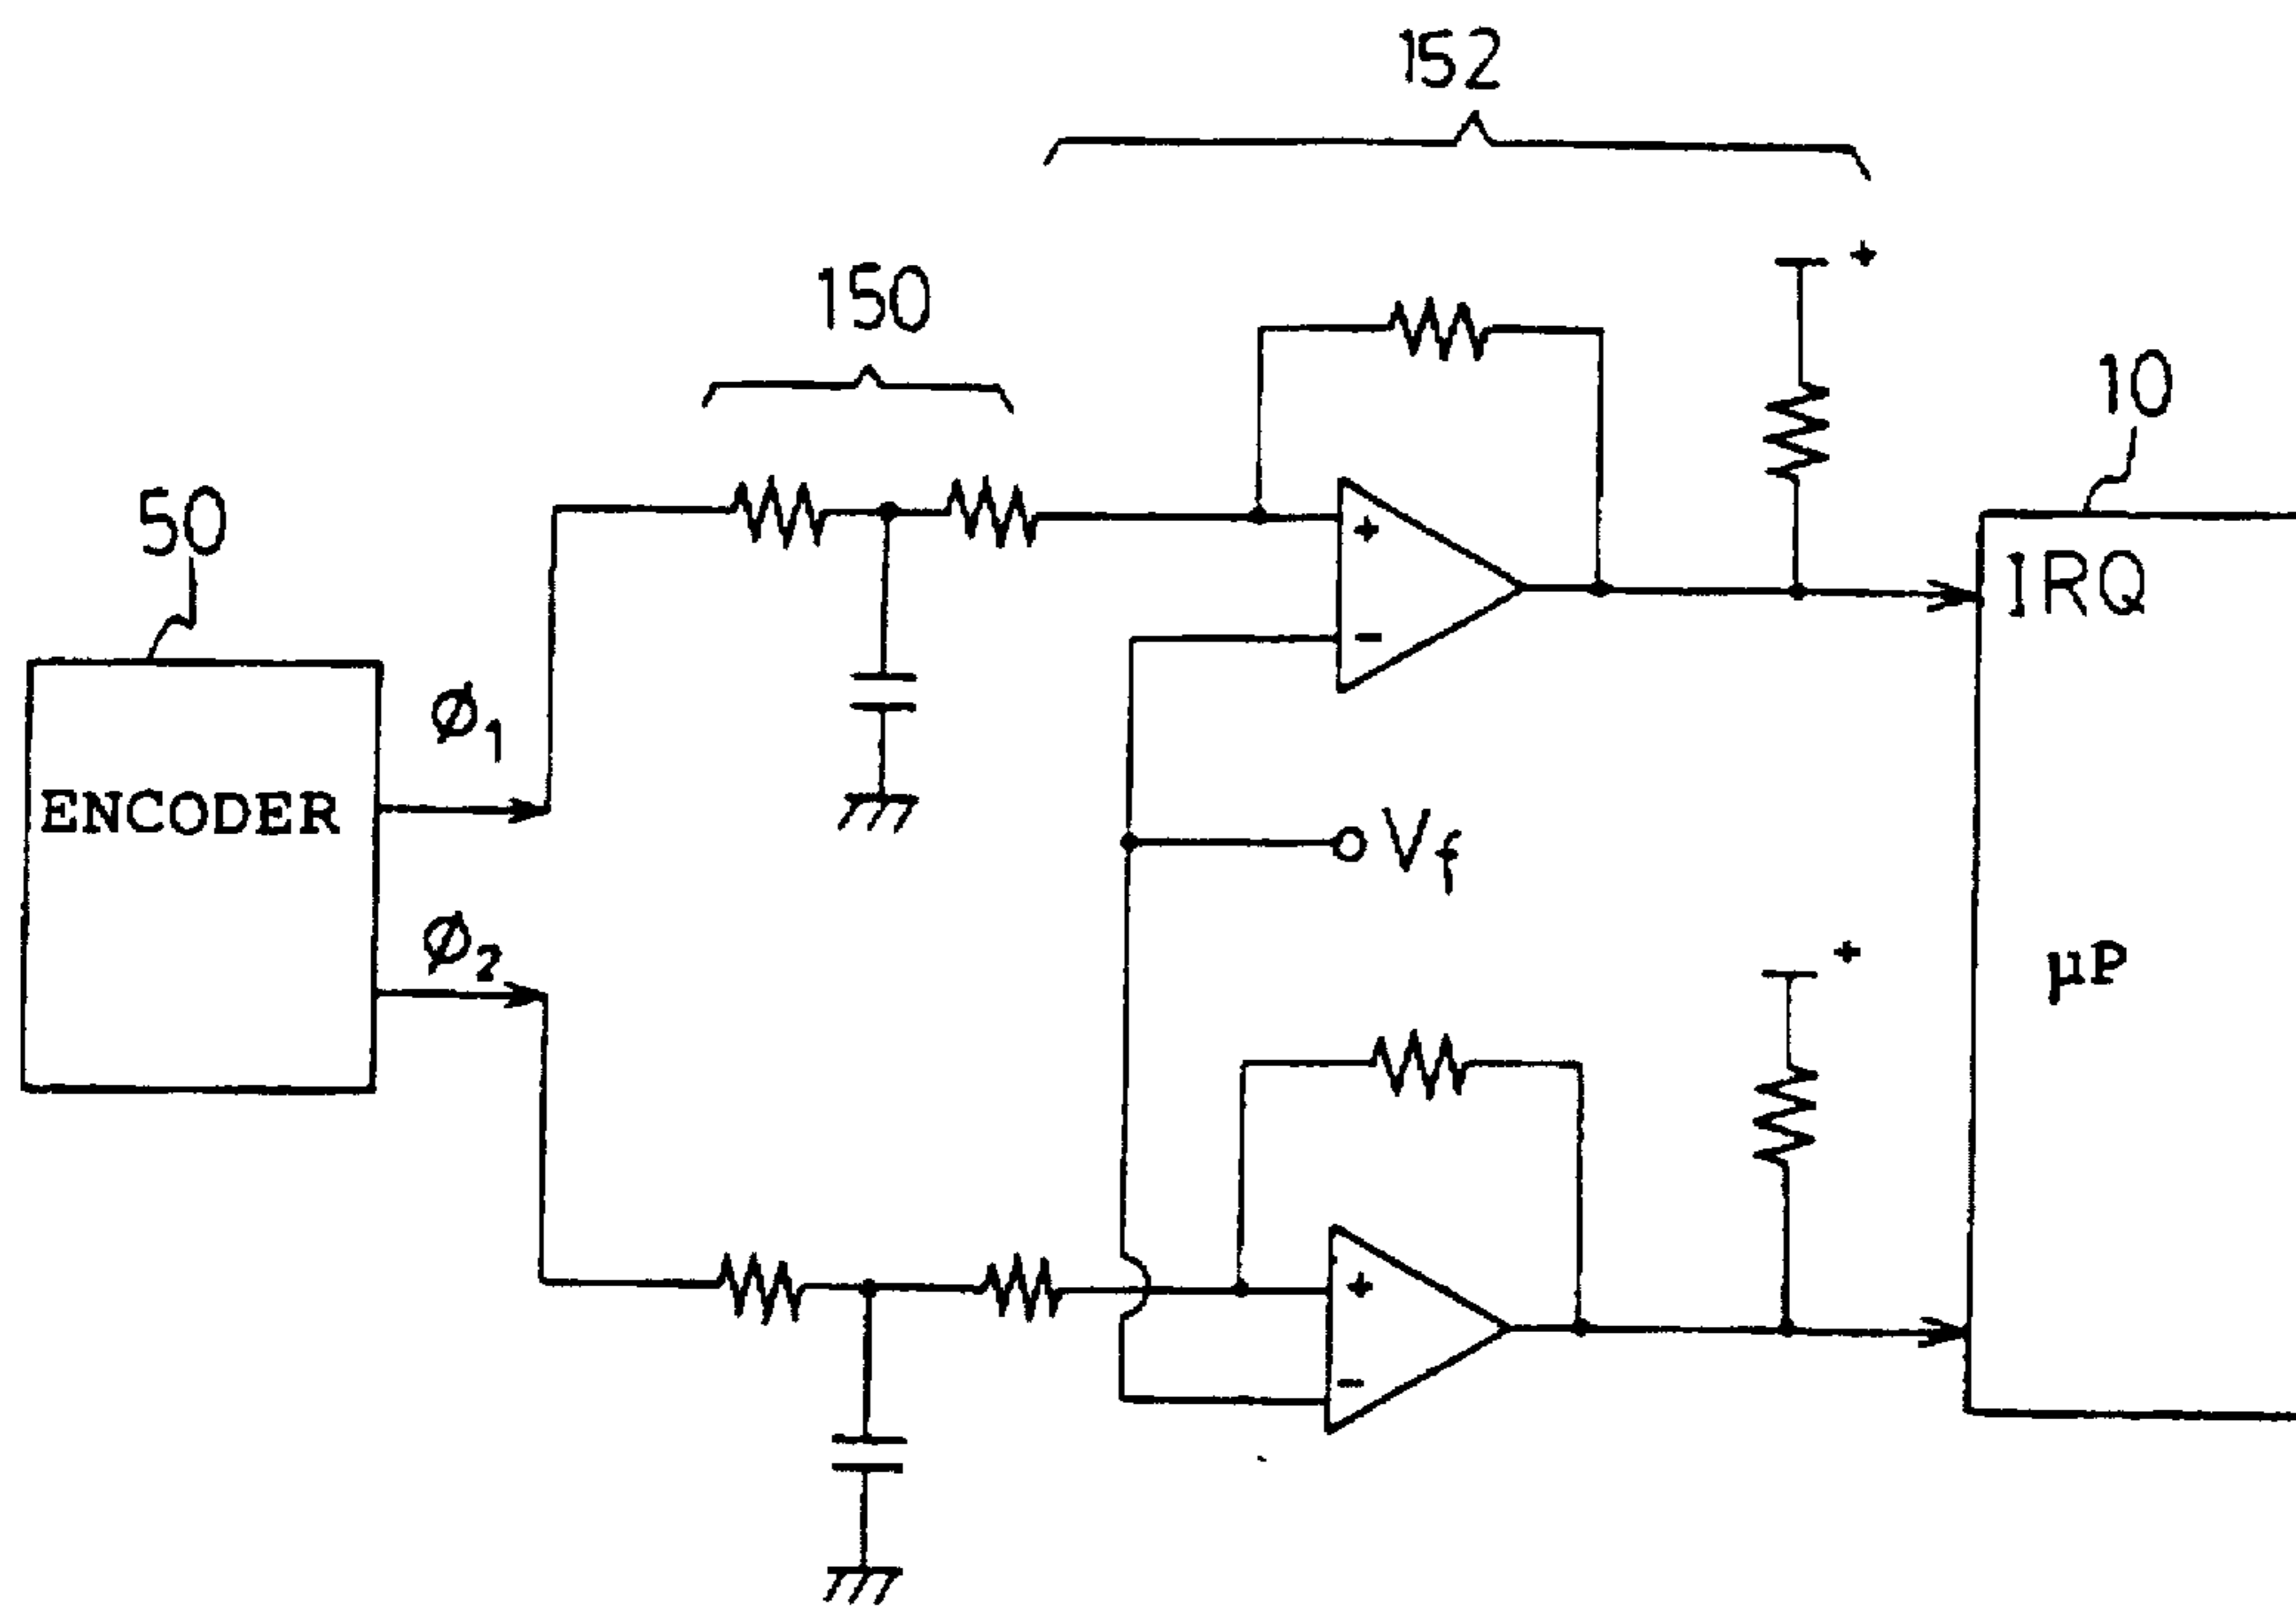 152
150
10
50
IRQ
+
+
ø1
-
ENCODER
Vf
ø2
+
µP
+
+
-